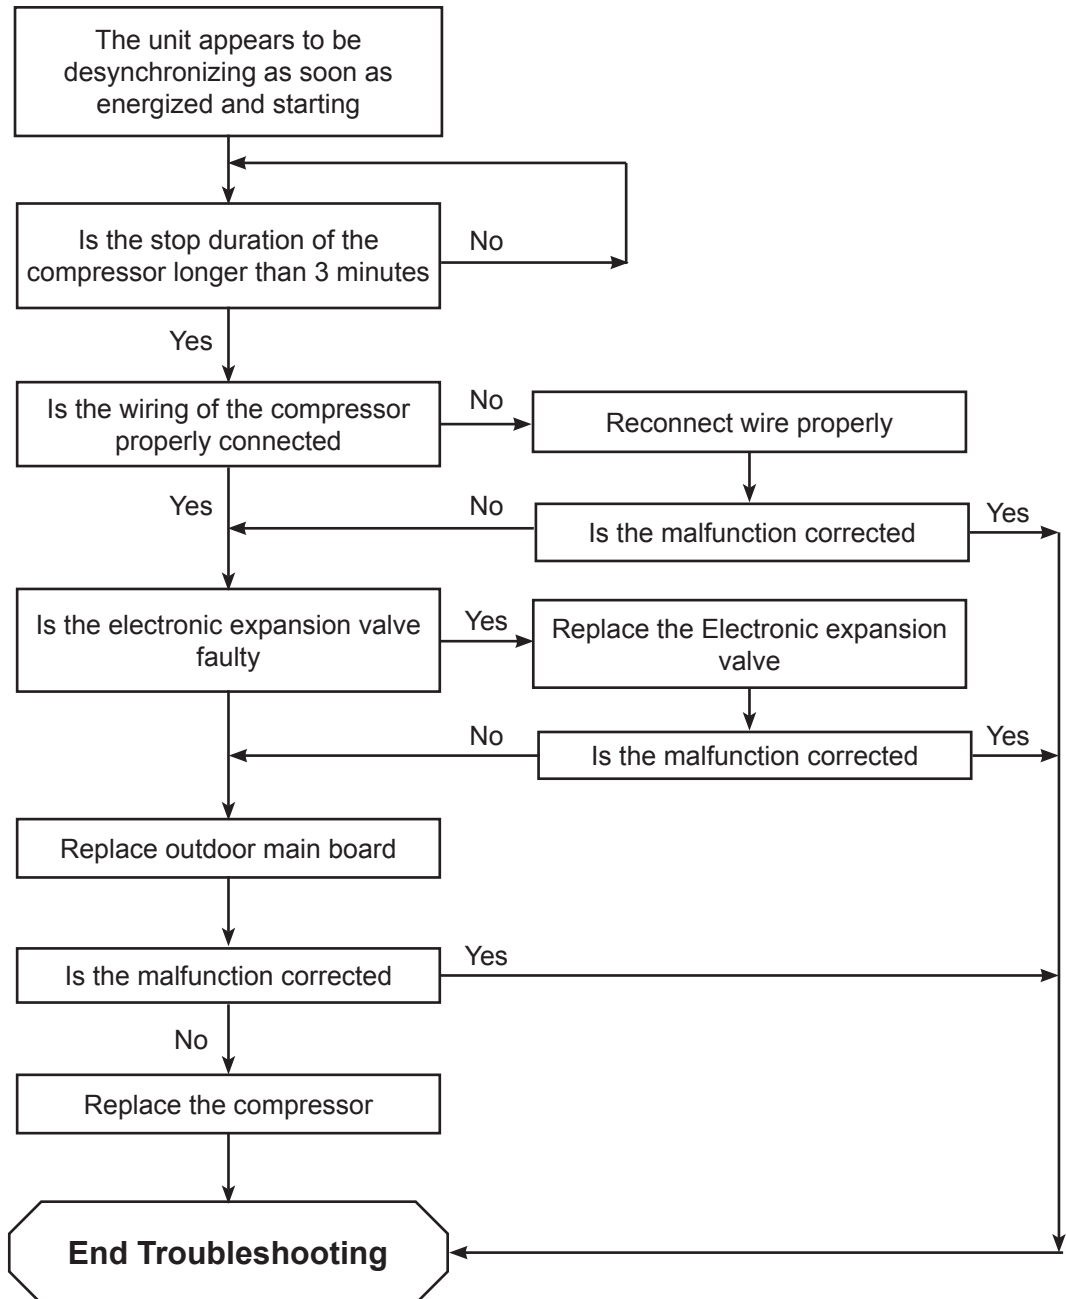 The unit appears to be
desynchronizing as soon as
energized and starting
Is the stop duration of the
compressor longer than 3 minutes
No
Yes
Is the wiring of the compressor
properly connected
No
Reconnect wire properly
Yes
No
Is the malfunction corrected
Yes
Is the electronic expansion valve
faulty
Yes
Replace the Electronic expansion
valve
No
Is the malfunction corrected
Yes
Replace outdoor main board
Is the malfunction corrected
Yes
No
Replace the compressor
End Troubleshooting